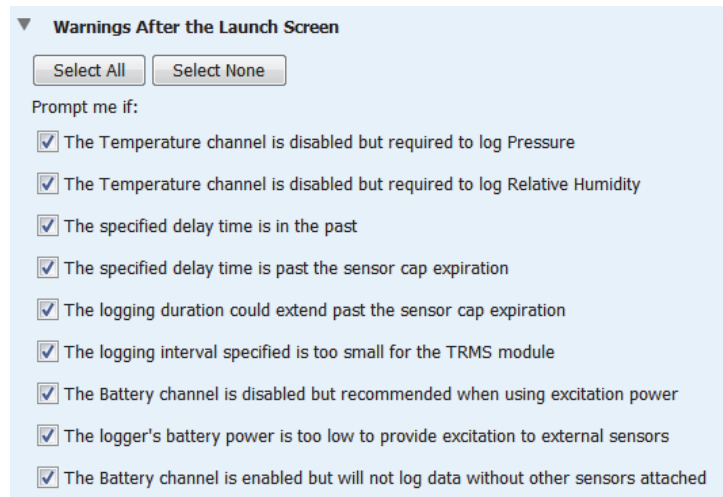 Warnings After the Launch Screen
Select All Select None
Prompt me if:
The Temperature channel is disabled but required to log Pressure
The Temperature channel is disabled but required to log Relative Humidity
The specified delay time is in the past
The specified delay time is past the sensor cap expiration
The logging duration could extend past the sensor cap expiration
The logging interval specified is too small for the TRMS module
The Battery channel is disabled but recommended when using excitation power
The logger's battery power is too low to provide excitation to external sensors
The Battery channel is enabled but will not log data without other sensors attached